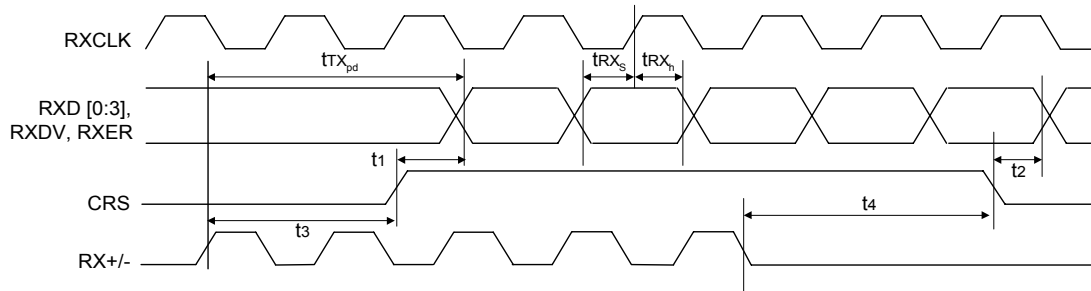 RXCLK
tTXpd
tRXS
tRXh
RXD [0:3],
RXDV, RXER
t1
t2
CRS
t3
t4
RX+/-